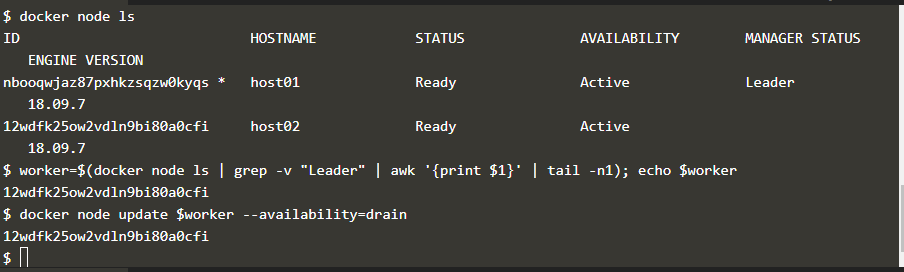 $ docker node ls
ID                            HOSTNAME            STATUS              AVAILABILITY        MANAGER STATUS
   ENGINE VERSION
nbooqwjaz87pxhkzsqzw0kyqs *   host01              Ready               Active              Leader
   18.09.7
12wdfk25ow2vdln9bi80a0cfi     host02              Ready               Active
   18.09.7
$ worker=$(docker node ls | grep -v "Leader" | awk '{print $1}' | tail -n1); echo $worker
12wdfk25ow2vdln9bi80a0cfi
$ docker node update $worker --availability=drain
12wdfk25ow2vdln9bi80a0cfi
$